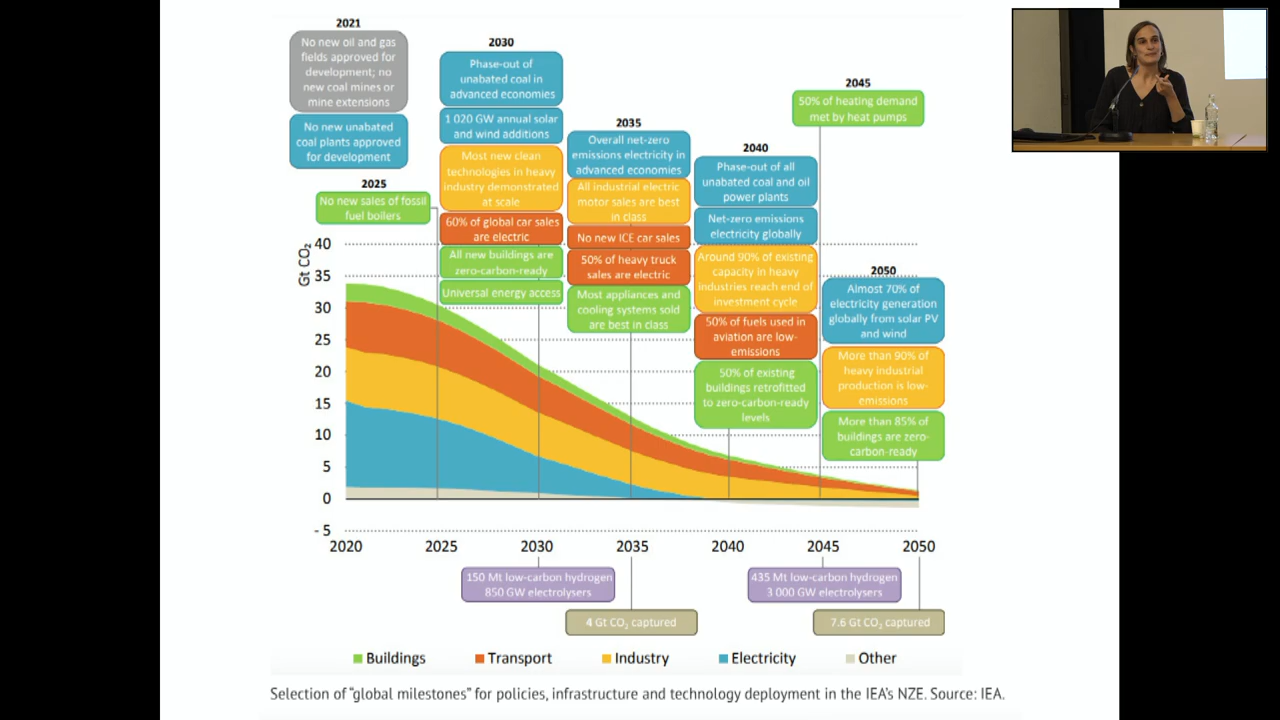 2021
No new oil and gas
fields approved for
development; no
new coal mines or
mine extensions
No new unabated
coal plants approved
for development
2025
No new sales of fossil
fuel boilers
2030
Phase-out of
unabated coal in
advanced economies
1 020 GW annual solar
and wind additions
Most new clean
technologies in heavy
industry demonstrated
at scale
60% of global car sales
are electric
All new buildings are
zero-carbon-ready
Universal energy access
2035
Overall net-zero
emissions electricity in
advanced economies
All industrial electric
motor sales are best
in class
No new ICE car sales
50% of heavy truck
sales are electric
Most appliances and
cooling systems sold
are best in class
2040
Phase-out of all
unabated coal and oil
power plants
Net-zero emissions
electricity globally
Around 90% of existing
capacity in heavy
industries reach end of
investment cycle
50% of fuels used in
aviation are low-
emissions
50% of existing
buildings retrofitted
to zero-carbon-ready
levels
2045
50% of heating demand
met by heat pumps
2050
Almost 70% of
electricity generation
globally from solar PV
and wind
More than 90% of
heavy industrial
production is low-
emissions
More than 85% of
buildings are zero-
carbon-ready
Gt CO₂
40
35
30
25
20
15
10
5
0
- 5
2020 2025 2030 2035 2040 2045 2050
150 Mt low-carbon hydrogen
850 GW electrolysers
435 Mt low-carbon hydrogen
3 000 GW electrolysers
4 Gt CO₂ captured
7.6 Gt CO₂ captured
Buildings Transport Industry Electricity Other
Selection of “global milestones” for policies, infrastructure and technology deployment in the IEA’s NZE. Source: IEA.